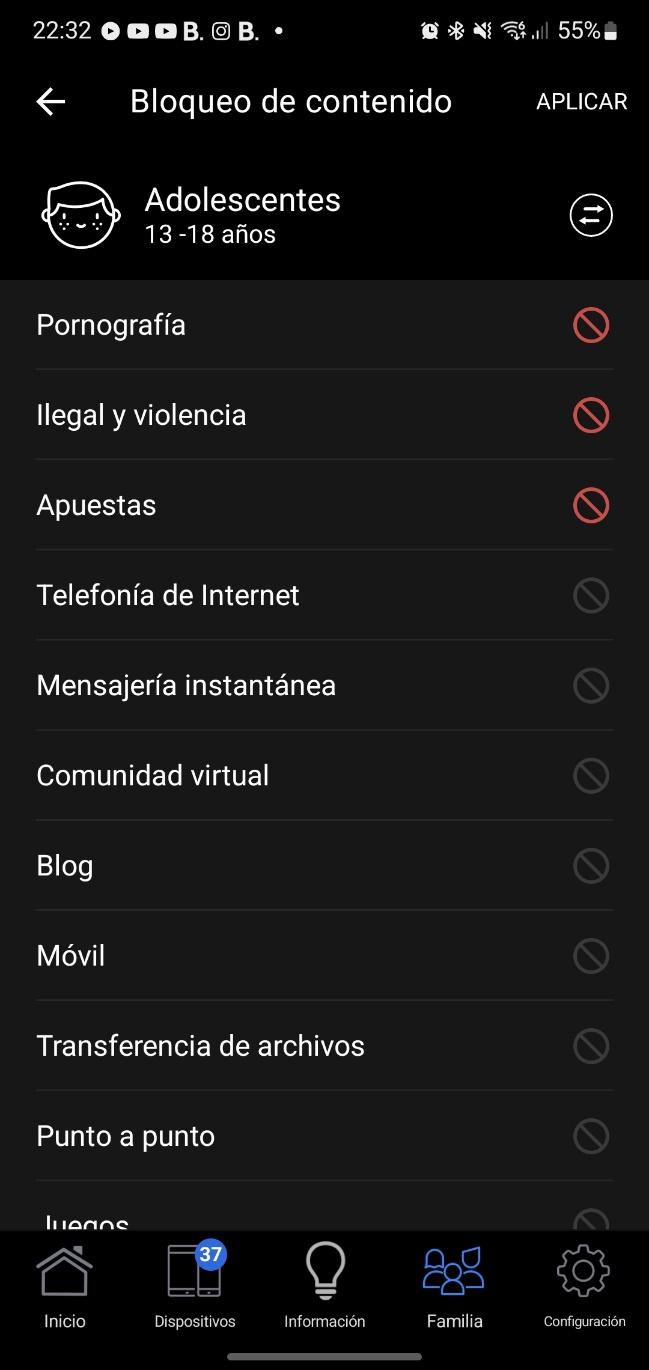 22:32 B. B.
55%
Bloqueo de contenido
APLICAR
Adolescentes
13 -18 años
Pornografía
Ilegal y violencia
Apuestas
Telefonía de Internet
Mensajería instantánea
Comunidad virtual
Blog
Móvil
Transferencia de archivos
Punto a punto
Juegos
37
Inicio
Dispositivos
Información
Familia
Configuración